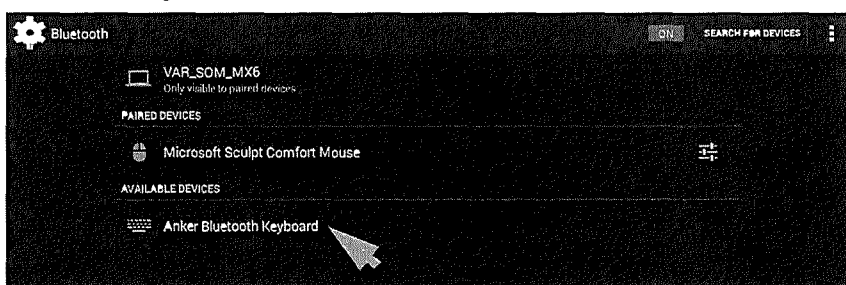 Bluetooth
ON SEARCH FOR DEVICES
VAR_SOM_MX6
Only visible to paired devices
PAIRED DEVICES
Microsoft Sculpt Comfort Mouse
AVAILABLE DEVICES
Anker Bluetooth Keyboard